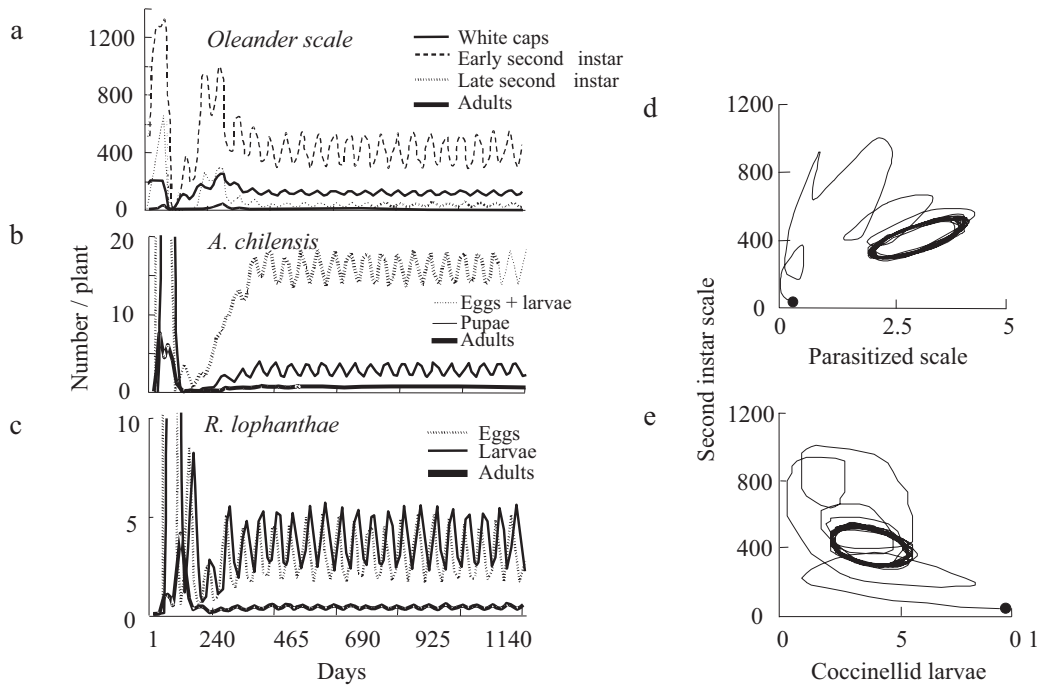 a
1200
800
400
0
Oleander scale
White caps
Early second instar
Late second instar
Adults
b
20
10
0
A. chilensis
Eggs + larvae
Pupae
Adults
Number / plant
c
10
5
0
R. lophanthae
Eggs
Larvae
Adults
1 240 465 690 925 1140
Days
d
1200
800
400
0
0 2.5 5
Parasitized scale
Second instar scale
e
1200
800
400
0
0 5 0 1
Coccinellid larvae